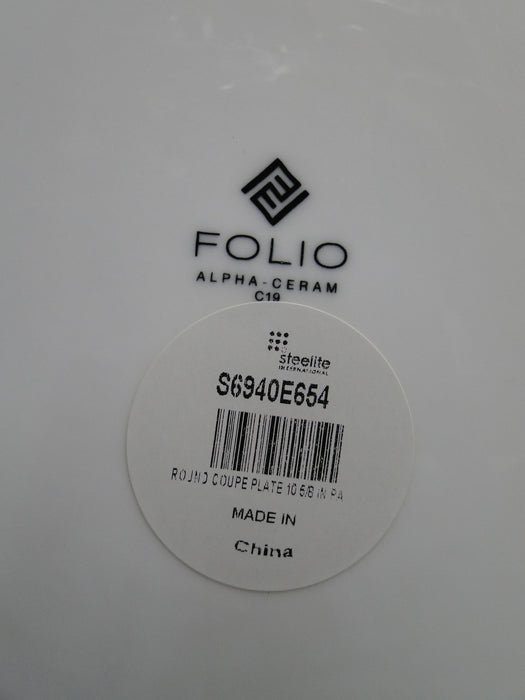 FOLIO
ALPHA-CERAM
C19
steelite
INTERNATIONAL
S6940E654
ROUND COUPE PLATE 10 5/8 IN PA
MADE IN
China